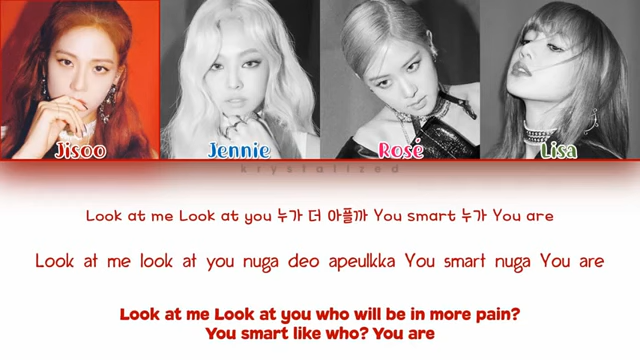 Jisoo Jennie Rosé Lisa
krystalized
Look at me Look at you 누가 더 아플까 You smart 누가 You are
Look at me look at you nuga deo apeulkka You smart nuga You are
Look at me Look at you who will be in more pain?
You smart like who? You are